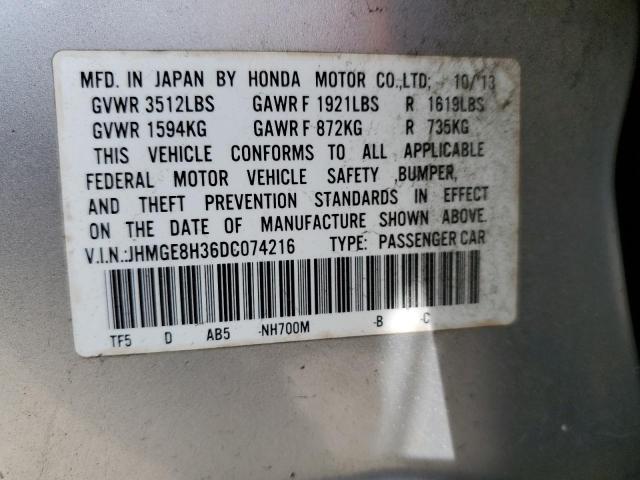 MFD. IN JAPAN BY HONDA MOTOR CO.,LTD; 10/'13
GVWR 3512LBS GAWR F 1921LBS R 1619LBS
GVWR 1594KG GAWR F 872KG R 735KG
THIS VEHICLE CONFORMS TO ALL APPLICABLE
FEDERAL MOTOR VEHICLE SAFETY ,BUMPER,
AND THEFT PREVENTION STANDARDS IN EFFECT
ON THE DATE OF MANUFACTURE SHOWN ABOVE.
V.I.N.:JHMGE8H36DC074216 TYPE: PASSENGER CAR
TF5 D AB5 -NH700M -B -C